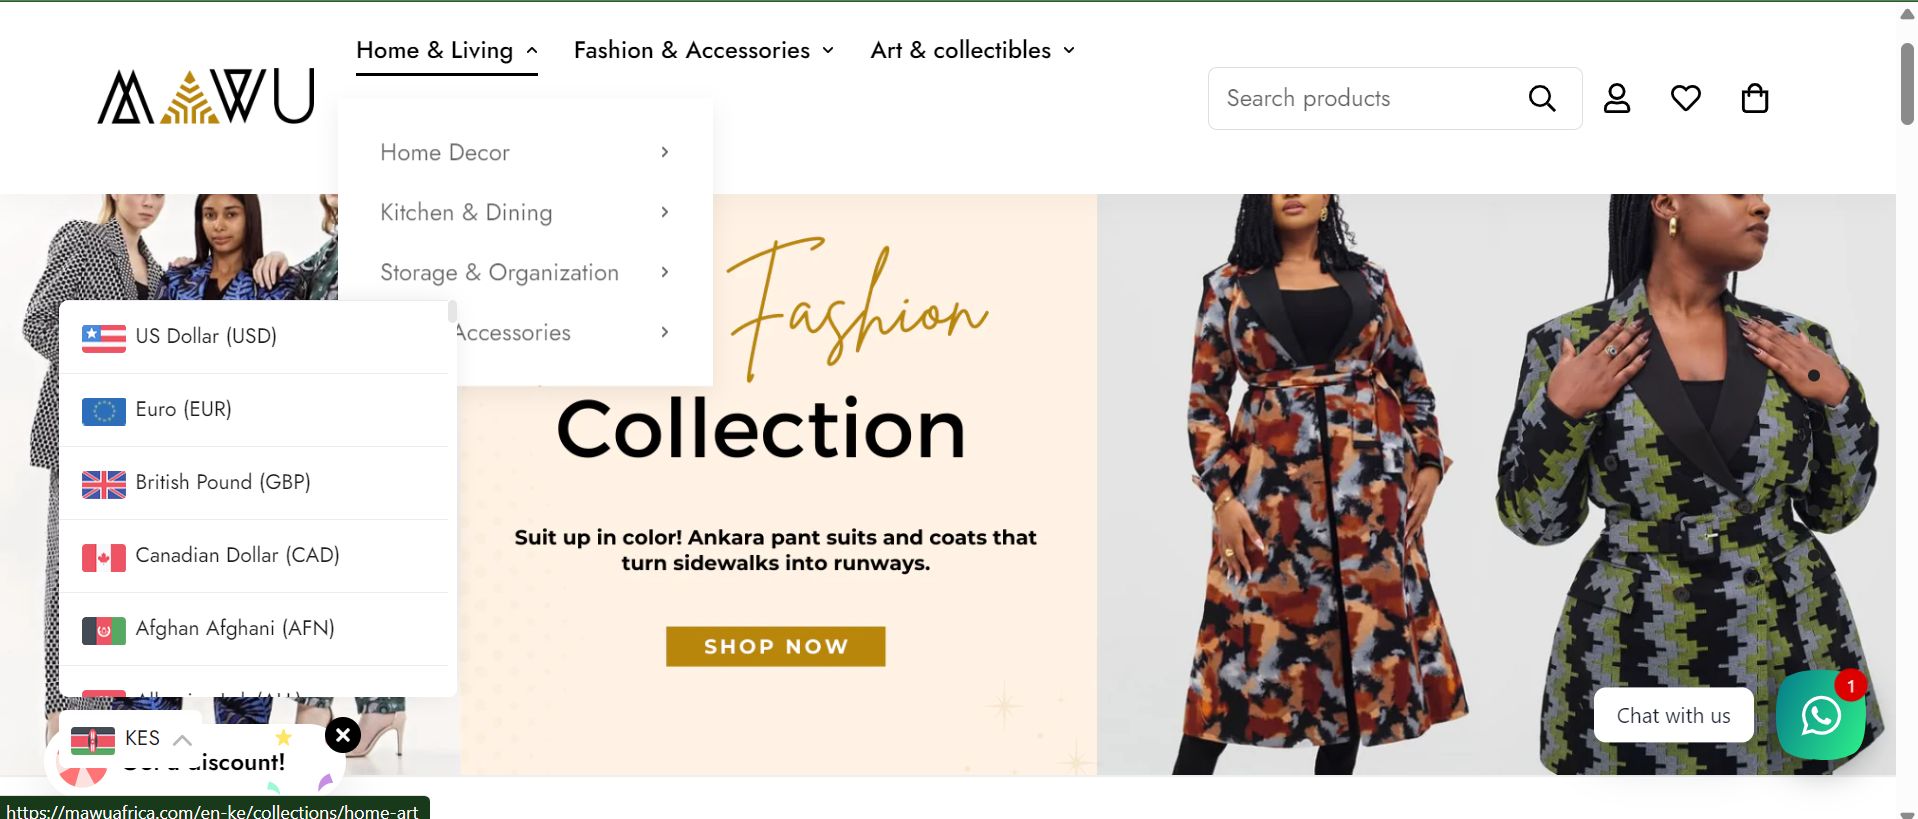 MAWU
Home & Living
Fashion & Accessories
Art & collectibles
Search products
Home Decor
Kitchen & Dining
Storage & Organization
Accessories
Fashion
Collection
Suit up in color! Ankara pant suits and coats that
turn sidewalks into runways.
SHOP NOW
US Dollar (USD)
Euro (EUR)
British Pound (GBP)
Canadian Dollar (CAD)
Afghan Afghani (AFN)
KES
discount!
Chat with us
1
https://mawuafrica.com/en-ke/collections/home-art